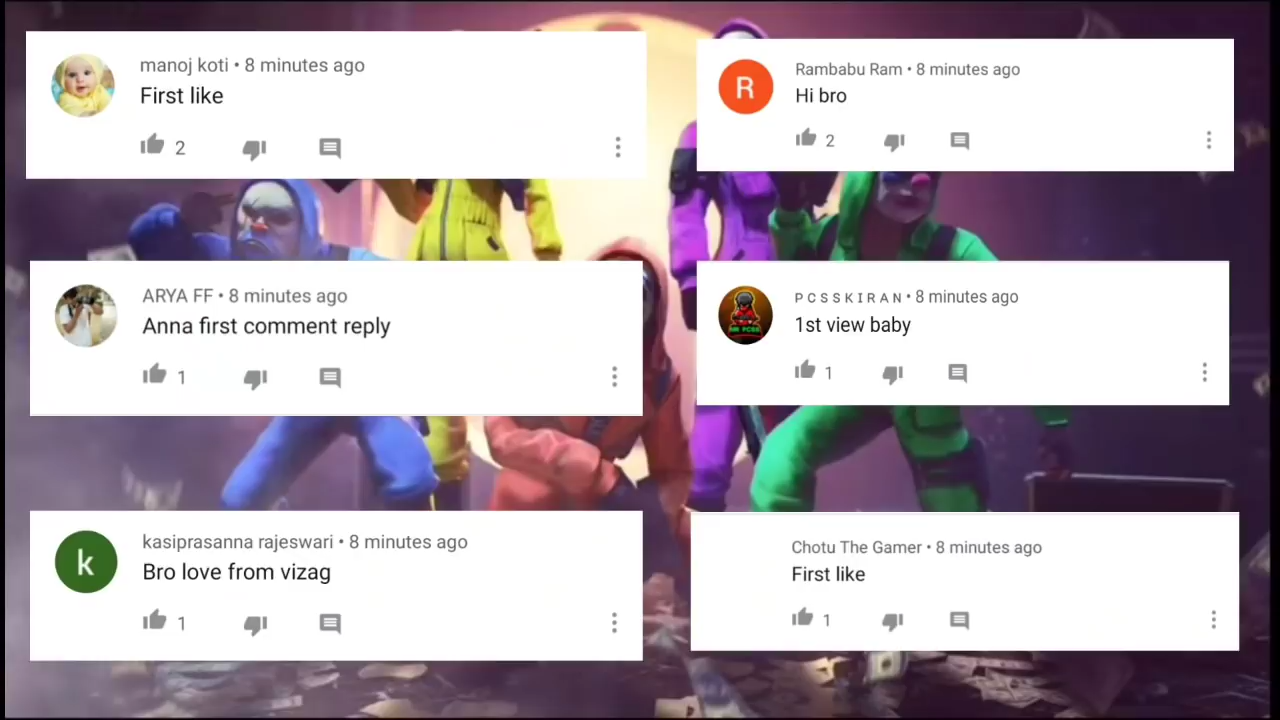 manoj koti • 8 minutes ago
First like
2
R
Rambabu Ram • 8 minutes ago
Hi bro
2
ARYA FF • 8 minutes ago
Anna first comment reply
1
ᴘ ᴄ ꜱ ꜱ ᴋ ɪ ʀ ᴀ ɴ • 8 minutes ago
1st view baby
1
k
kasiprasanna rajeswari • 8 minutes ago
Bro love from vizag
1
Chotu The Gamer • 8 minutes ago
First like
1